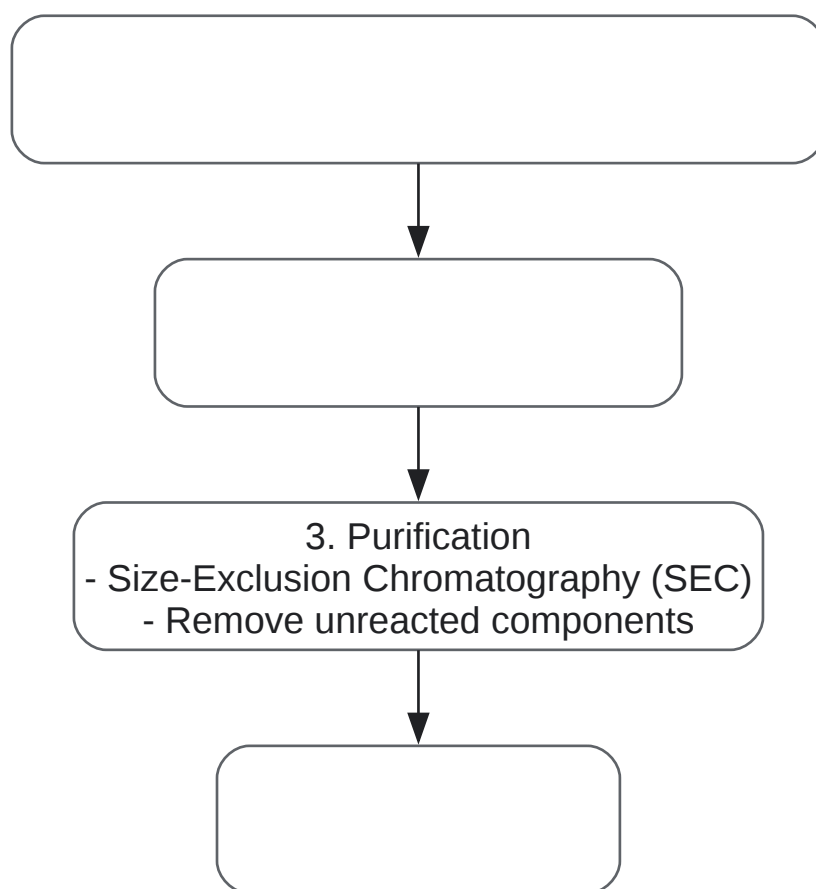 3. Purification
- Size-Exclusion Chromatography (SEC)
- Remove unreacted components